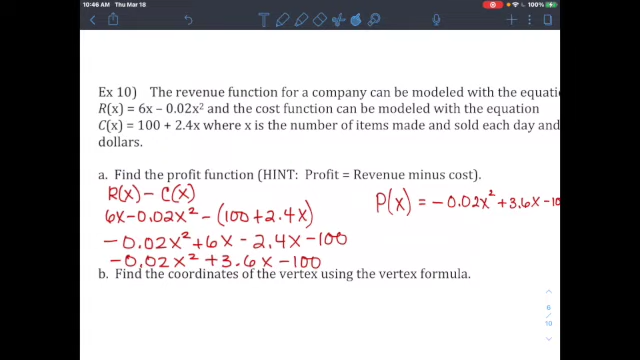 10:46 AM Thu Mar 18
100%
Ex 10) The revenue function for a company can be modeled with the equation
R(x) = 6x – 0.02x² and the cost function can be modeled with the equation
C(x) = 100 + 2.4x where x is the number of items made and sold each day and
dollars.
a. Find the profit function (HINT: Profit = Revenue minus cost).
R(x) – C(x)
6x – 0.02x² – (100 + 2.4x)
P(x) = – 0.02x² + 3.6x – 10
– 0.02x² + 6x – 2.4x – 100
– 0.02x² + 3.6x – 100
b. Find the coordinates of the vertex using the vertex formula.
6
/
10